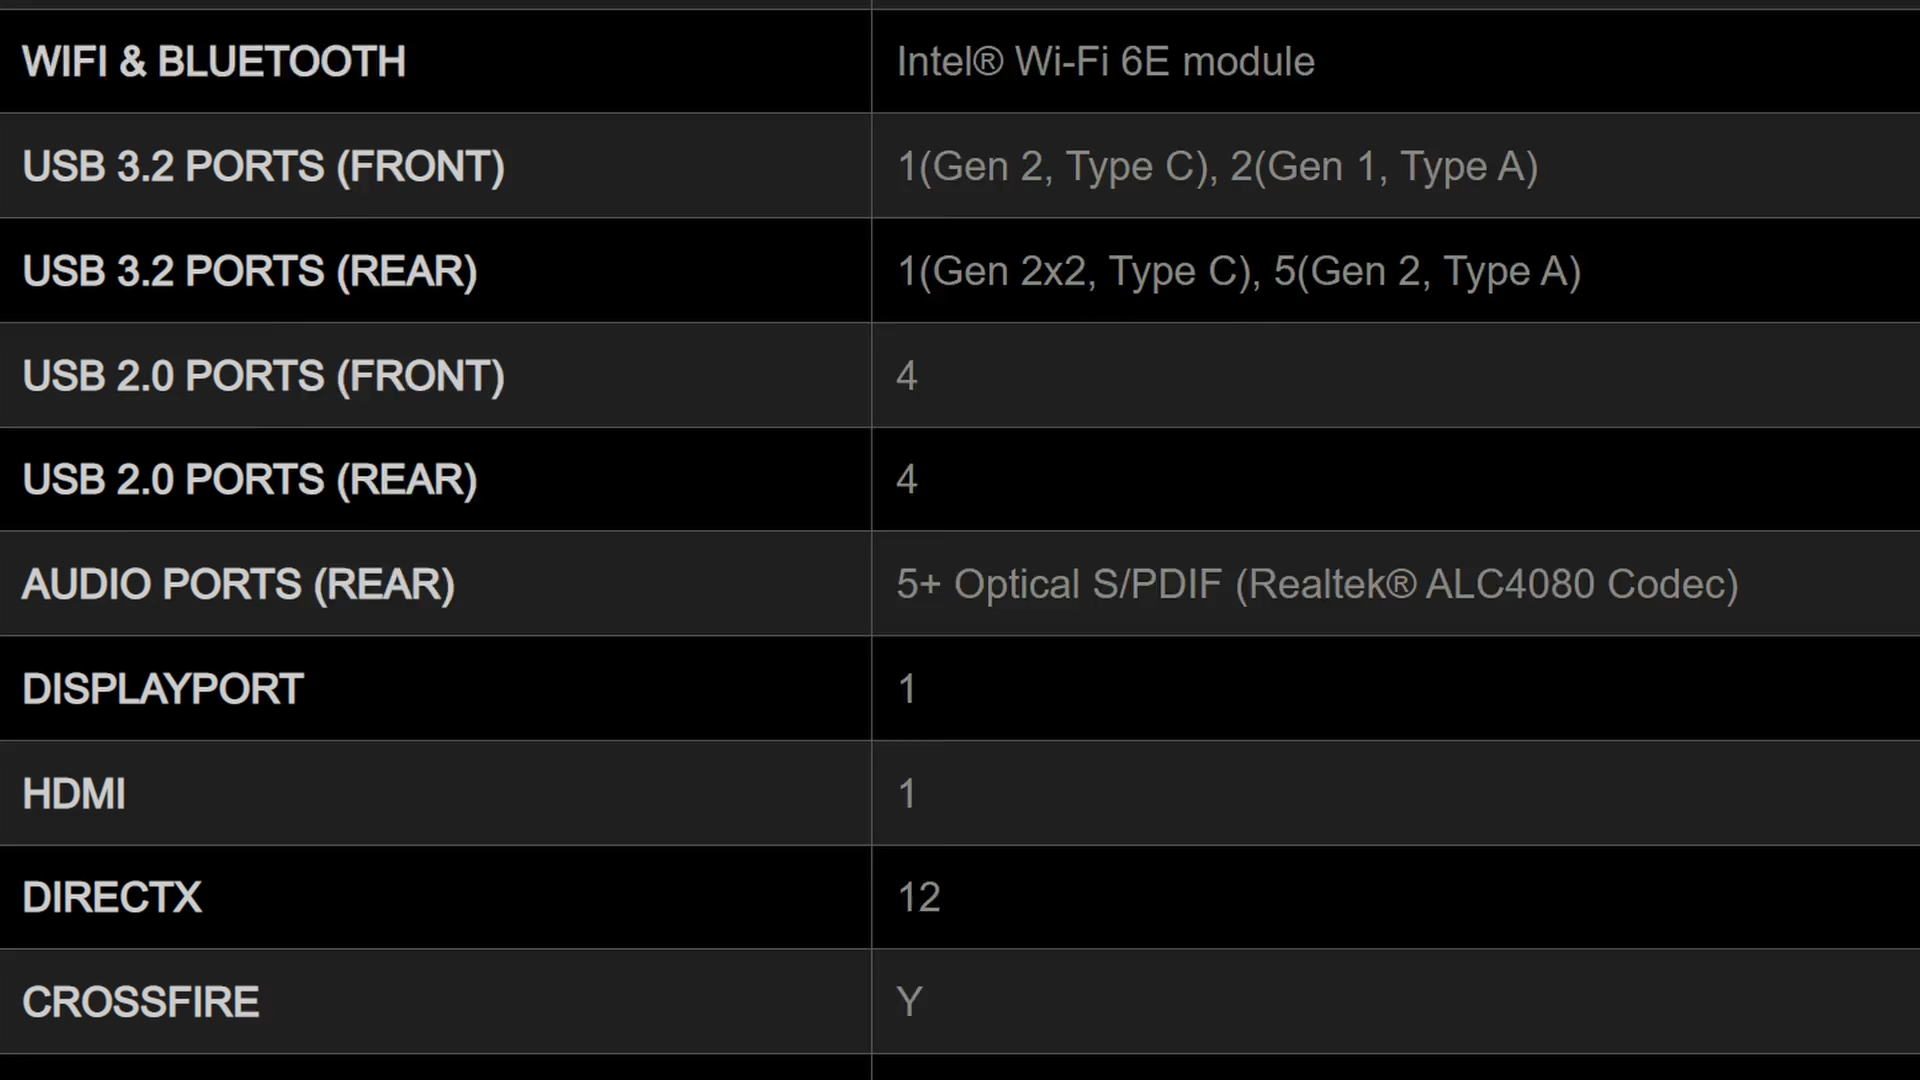 WIFI & BLUETOOTH Intel® Wi-Fi 6E module
USB 3.2 PORTS (FRONT) 1(Gen 2, Type C), 2(Gen 1, Type A)
USB 3.2 PORTS (REAR) 1(Gen 2x2, Type C), 5(Gen 2, Type A)
USB 2.0 PORTS (FRONT) 4
USB 2.0 PORTS (REAR) 4
AUDIO PORTS (REAR) 5+ Optical S/PDIF (Realtek® ALC4080 Codec)
DISPLAYPORT 1
HDMI 1
DIRECTX 12
CROSSFIRE Y